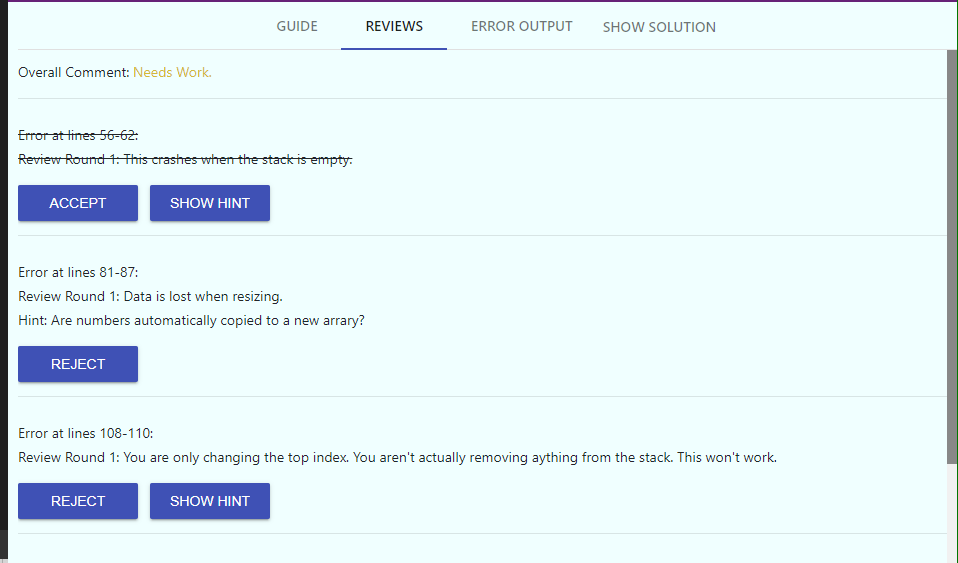 GUIDE REVIEWS ERROR OUTPUT SHOW SOLUTION
Overall Comment: Needs Work.
Error at lines 56-62:
Review Round 1: This crashes when the stack is empty.
ACCEPT SHOW HINT
Error at lines 81-87:
Review Round 1: Data is lost when resizing.
Hint: Are numbers automatically copied to a new arrary?
REJECT
Error at lines 108-110:
Review Round 1: You are only changing the top index. You aren't actually removing aything from the stack. This won't work.
REJECT SHOW HINT